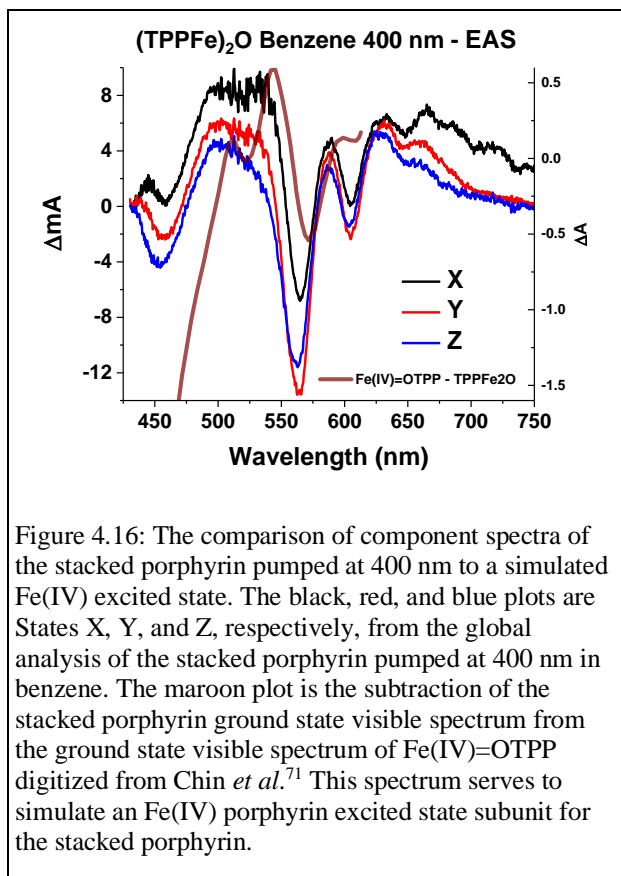 (TPPFe)₂O Benzene 400 nm - EAS
8
4
0
-4
-8
-12
ΔmA
0.5
0.0
-0.5
-1.0
-1.5
ΔA
X
Y
Z
Fe(IV)=OTPP - TPPFe2O
450 500 550 600 650 700 750
Wavelength (nm)
Figure 4.16: The comparison of component spectra of
the stacked porphyrin pumped at 400 nm to a simulated
Fe(IV) excited state. The black, red, and blue plots are
States X, Y, and Z, respectively, from the global
analysis of the stacked porphyrin pumped at 400 nm in
benzene. The maroon plot is the subtraction of the
stacked porphyrin ground state visible spectrum from
the ground state visible spectrum of Fe(IV)=OTPP
digitized from Chin et al.⁷¹ This spectrum serves to
simulate an Fe(IV) porphyrin excited state subunit for
the stacked porphyrin.